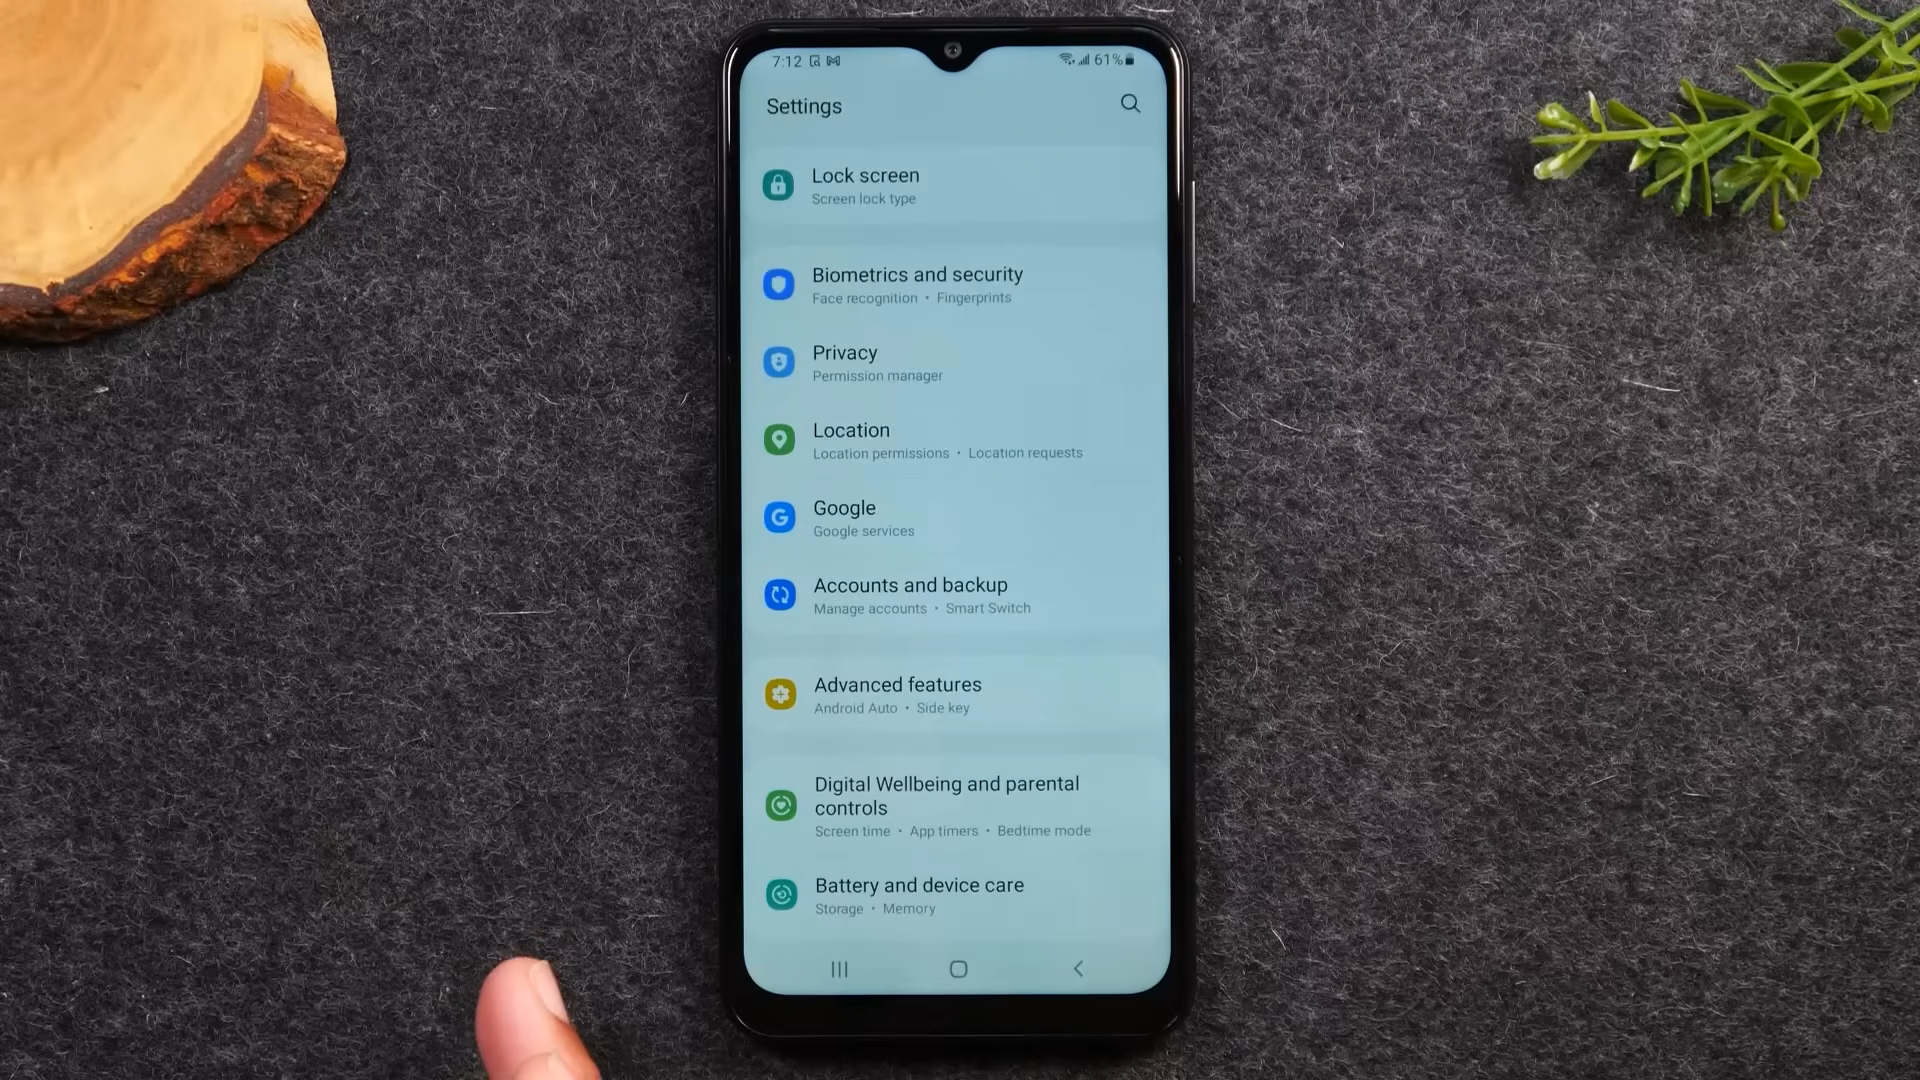 7:12 61%
Settings
Lock screen
Screen lock type
Biometrics and security
Face recognition • Fingerprints
Privacy
Permission manager
Location
Location permissions • Location requests
Google
Google services
Accounts and backup
Manage accounts • Smart Switch
Advanced features
Android Auto • Side key
Digital Wellbeing and parental
controls
Screen time • App timers • Bedtime mode
Battery and device care
Storage • Memory